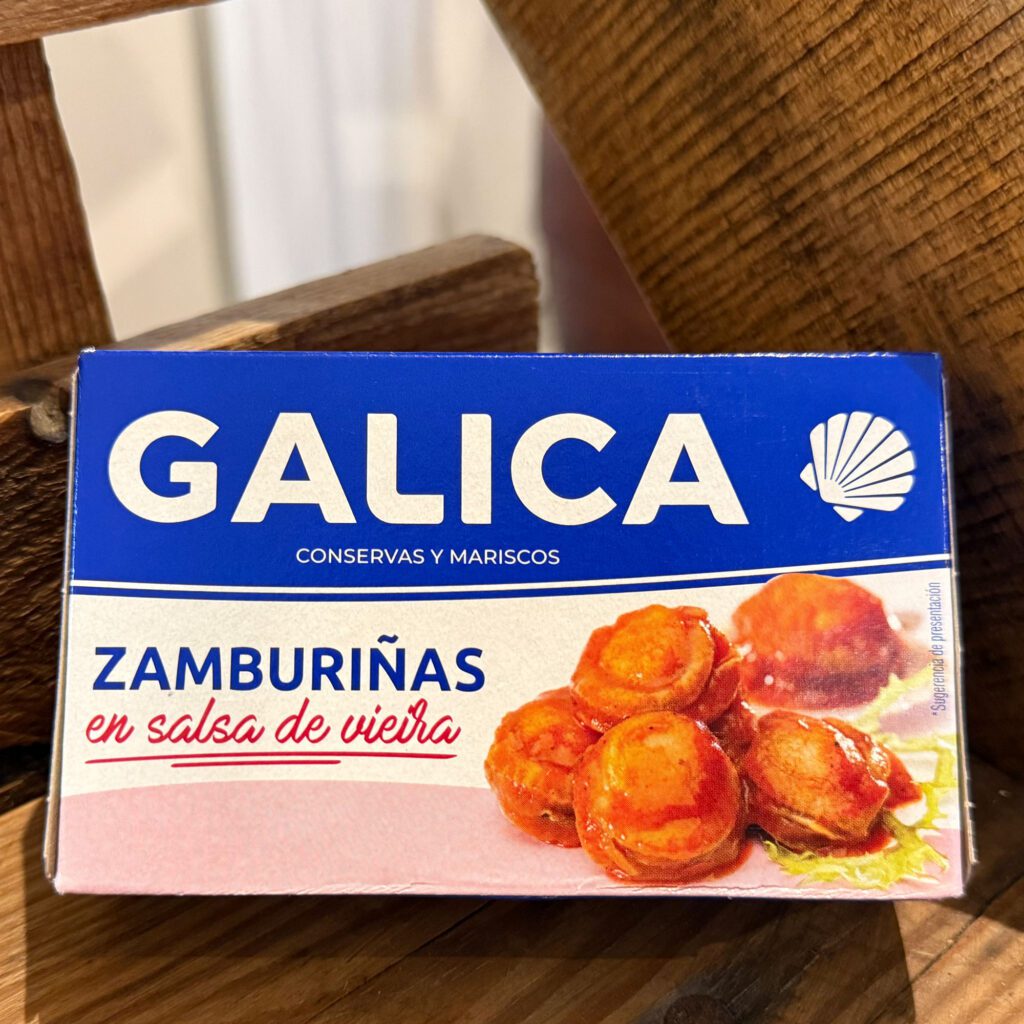 GALICA
CONSERVAS Y MARISCOS
ZAMBURIÑAS
en salsa de vieira
*Sugerencia de presentación